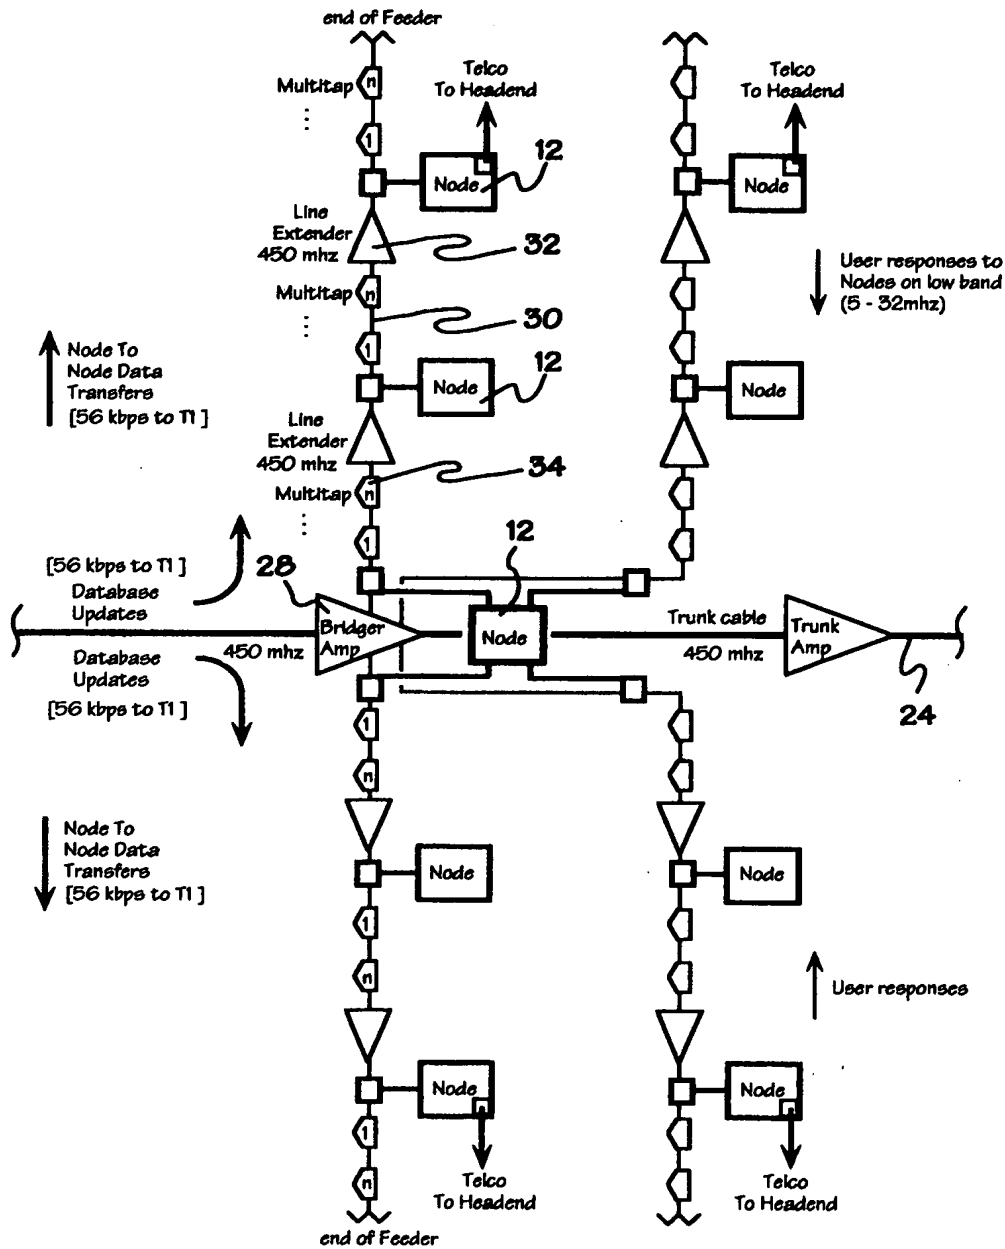 end of Feeder
Telco
To Headend
Telco
To Headend
Multitap
n
1
Node
12
Node
Line
Extender
450 mhz
32
User responses to
Nodes on low band
(5 - 32mhz)
Multitap
n
30
1
12
Node To
Node Data
Transfers
[56 kbps to T1]
Node
Node
Line
Extender
450 mhz
34
Multitap
n
1
12
[56 kbps to T1]
Database
Updates
28
Bridger
Amp
Node
Trunk cable
Trunk
Amp
450 mhz
450 mhz
Database
Updates
[56 kbps to T1]
24
1
n
Node To
Node Data
Transfers
[56 kbps to T1]
Node
Node
1
n
User responses
Node
Node
1
n
Telco
To Headend
Telco
To Headend
end of Feeder